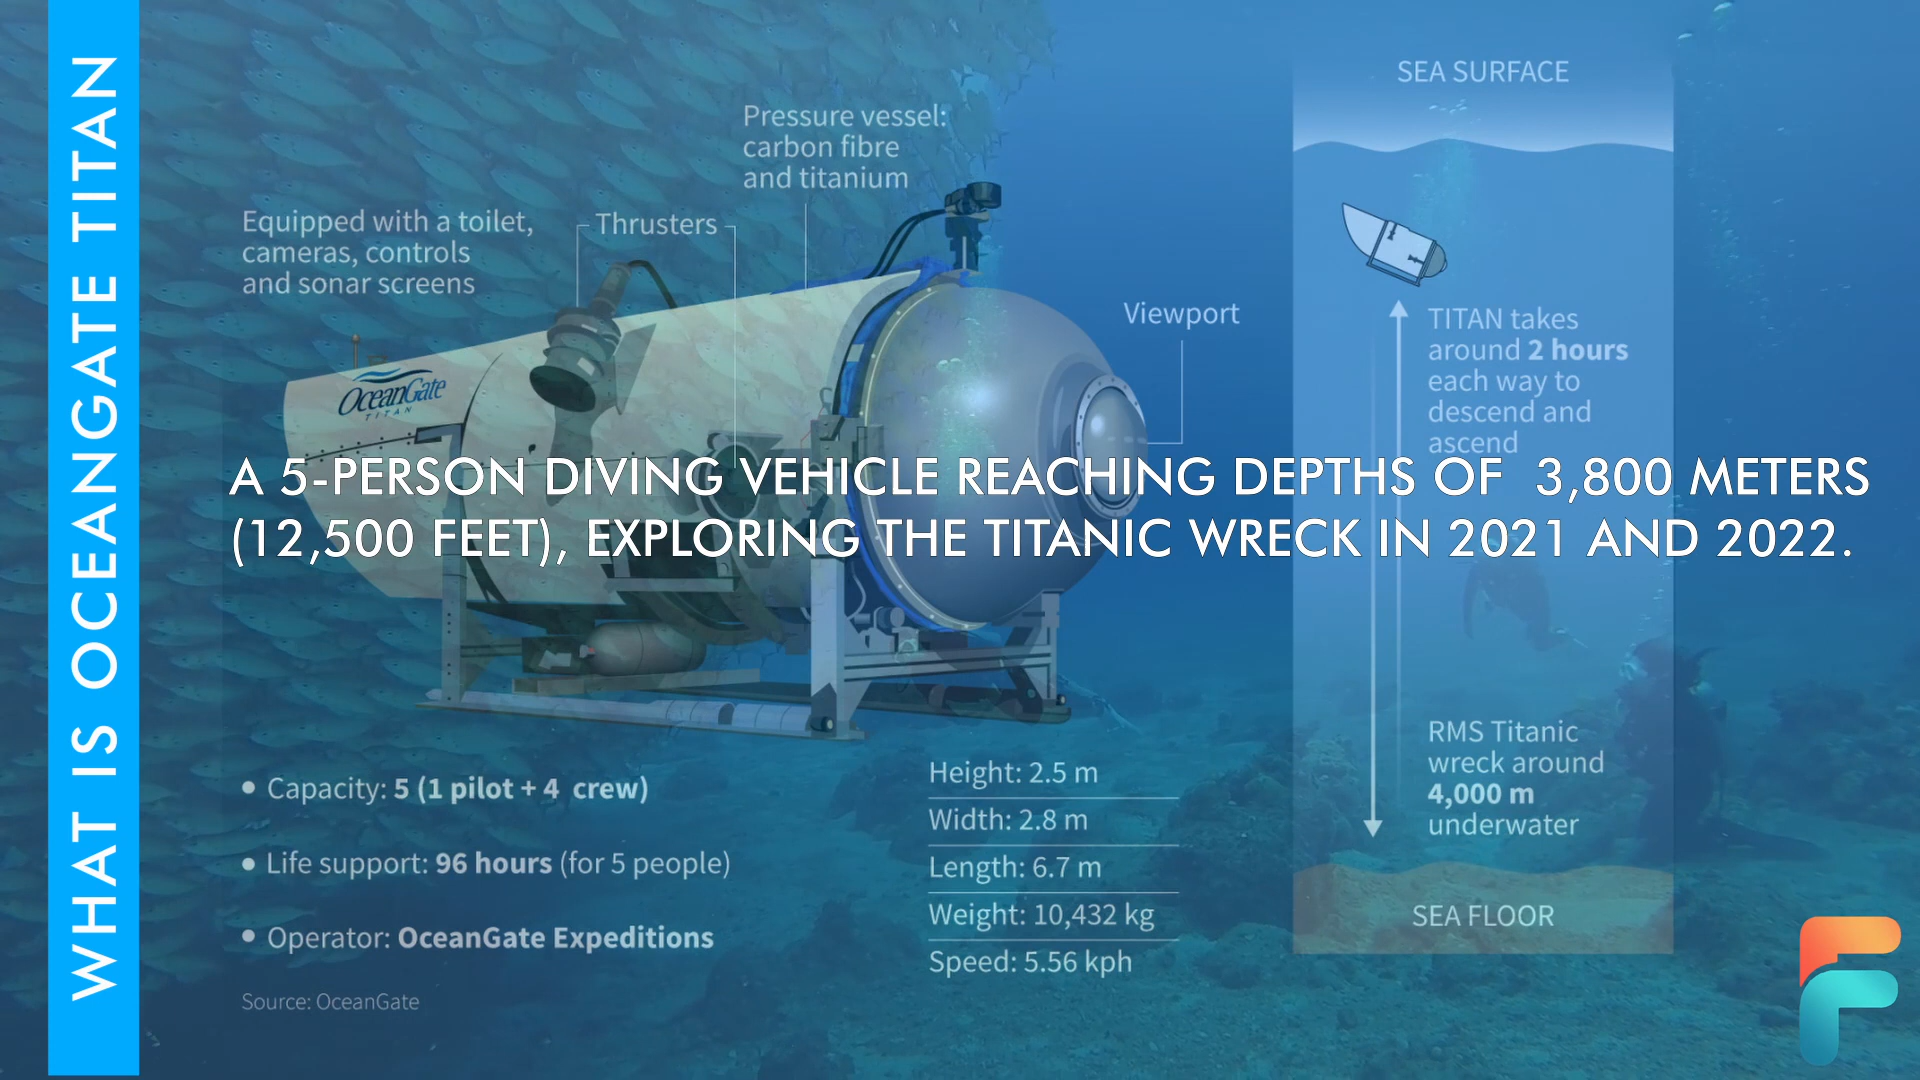 WHAT IS OCEANGATE TITAN
Pressure vessel:
carbon fibre
and titanium
Equipped with a toilet,
cameras, controls
and sonar screens
Thrusters
Viewport
OceanGate
TITAN
A 5-PERSON DIVING VEHICLE REACHING DEPTHS OF 3,800 METERS
(12,500 FEET), EXPLORING THE TITANIC WRECK IN 2021 AND 2022.
• Capacity: 5 (1 pilot + 4 crew)
• Life support: 96 hours (for 5 people)
• Operator: OceanGate Expeditions
Source: OceanGate
Height: 2.5 m
Width: 2.8 m
Length: 6.7 m
Weight: 10,432 kg
Speed: 5.56 kph
SEA SURFACE
TITAN takes
around 2 hours
each way to
descend and
ascend
RMS Titanic
wreck around
4,000 m
underwater
SEA FLOOR